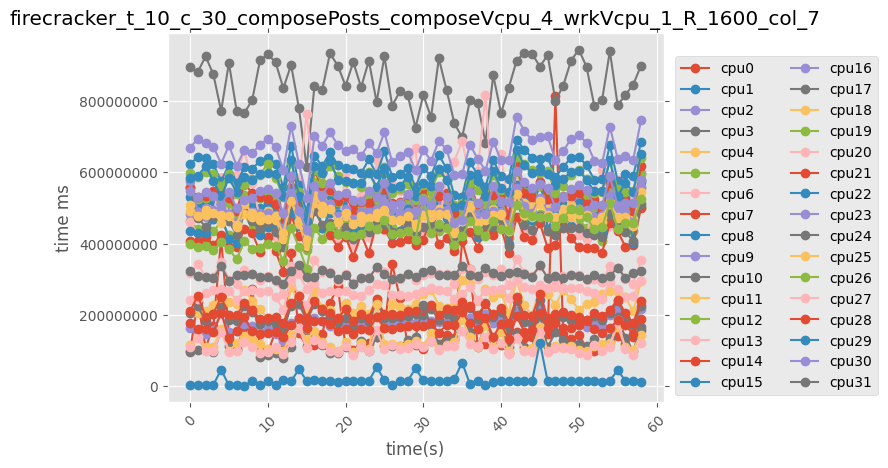 firecracker_t_10_c_30_composePosts_composeVcpu_4_wrkVcpu_1_R_1600_col_7
time ms
800000000
600000000
400000000
200000000
0
0
10
20
30
40
50
60
time(s)
cpu0
cpu1
cpu2
cpu3
cpu4
cpu5
cpu6
cpu7
cpu8
cpu9
cpu10
cpu11
cpu12
cpu13
cpu14
cpu15
cpu16
cpu17
cpu18
cpu19
cpu20
cpu21
cpu22
cpu23
cpu24
cpu25
cpu26
cpu27
cpu28
cpu29
cpu30
cpu31